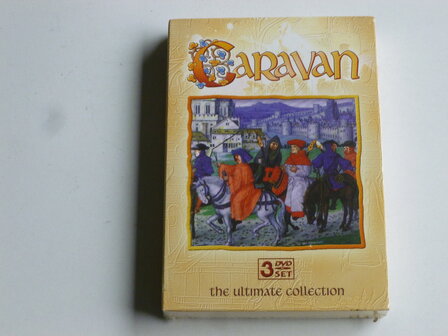 Caravan
3 DVD SET
the ultimate collection